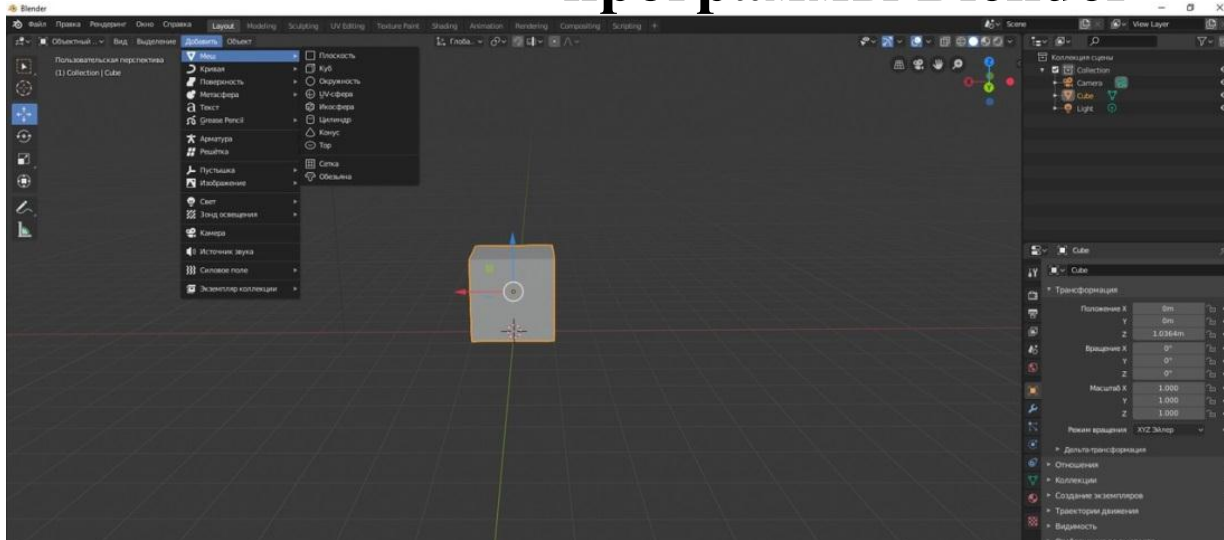 программы Blender
Blender
Файл Правка Рендеринг Окно Справка Layout Modeling Sculpting UV Editing Texture Paint Shading Animation Rendering Compositing Scripting + Scene View Layer
Объектный .. Вид Выделение Добавить Объект Глоба..
Пользовательская перспектива
(1) Collection | Cube
Меш
Кривая
Поверхность
Метасфера
Текст
Grease Pencil
Арматура
Решётка
Пустышка
Изображение
Свет
Зонд освещения
Камера
Источник звука
Силовое поле
Экземпляр коллекции
Плоскость
Куб
Окружность
UV-сфера
Икосфера
Цилиндр
Конус
Тор
Сетка
Обезьяна
Коллекция сцены
Collection
Camera
Cube
Light
Cube
Cube
Трансформация
Положение X 0m
Y 0m
Z 1.0364m
Вращение X 0°
Y 0°
Z 0°
Масштаб X 1.000
Y 1.000
Z 1.000
Режим вращения XYZ Эйлер
Дельта-трансформация
Отношения
Коллекции
Создание экземпляров
Траектории движения
Видимость